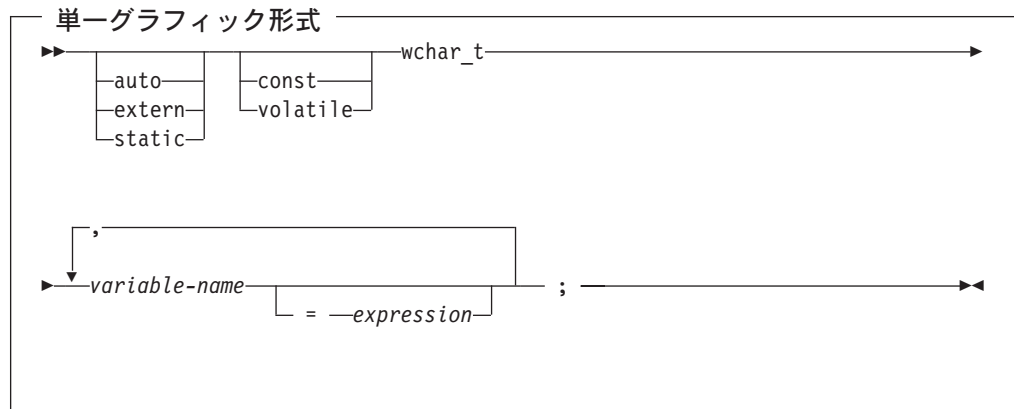 単一グラフィック形式
wchar_t
auto const
extern volatile
static
,
variable-name ;
= expression